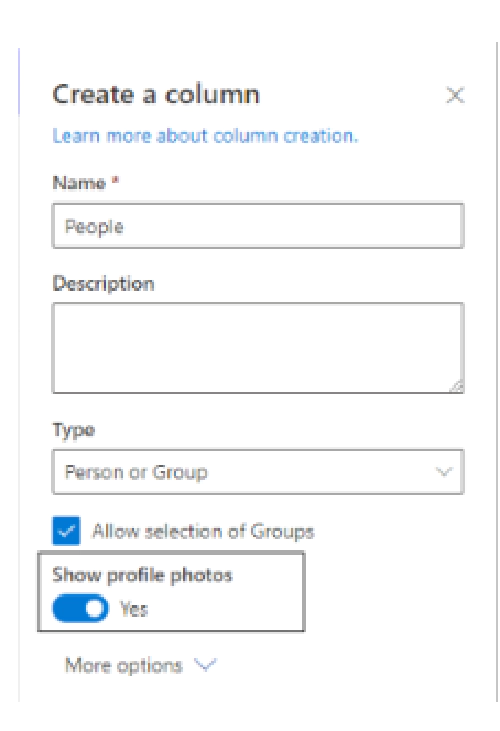 Create a column
Learn more about column creation.
Name *
People
Description
Type
Person or Group
Allow selection of Groups
Show profile photos
Yes
More options